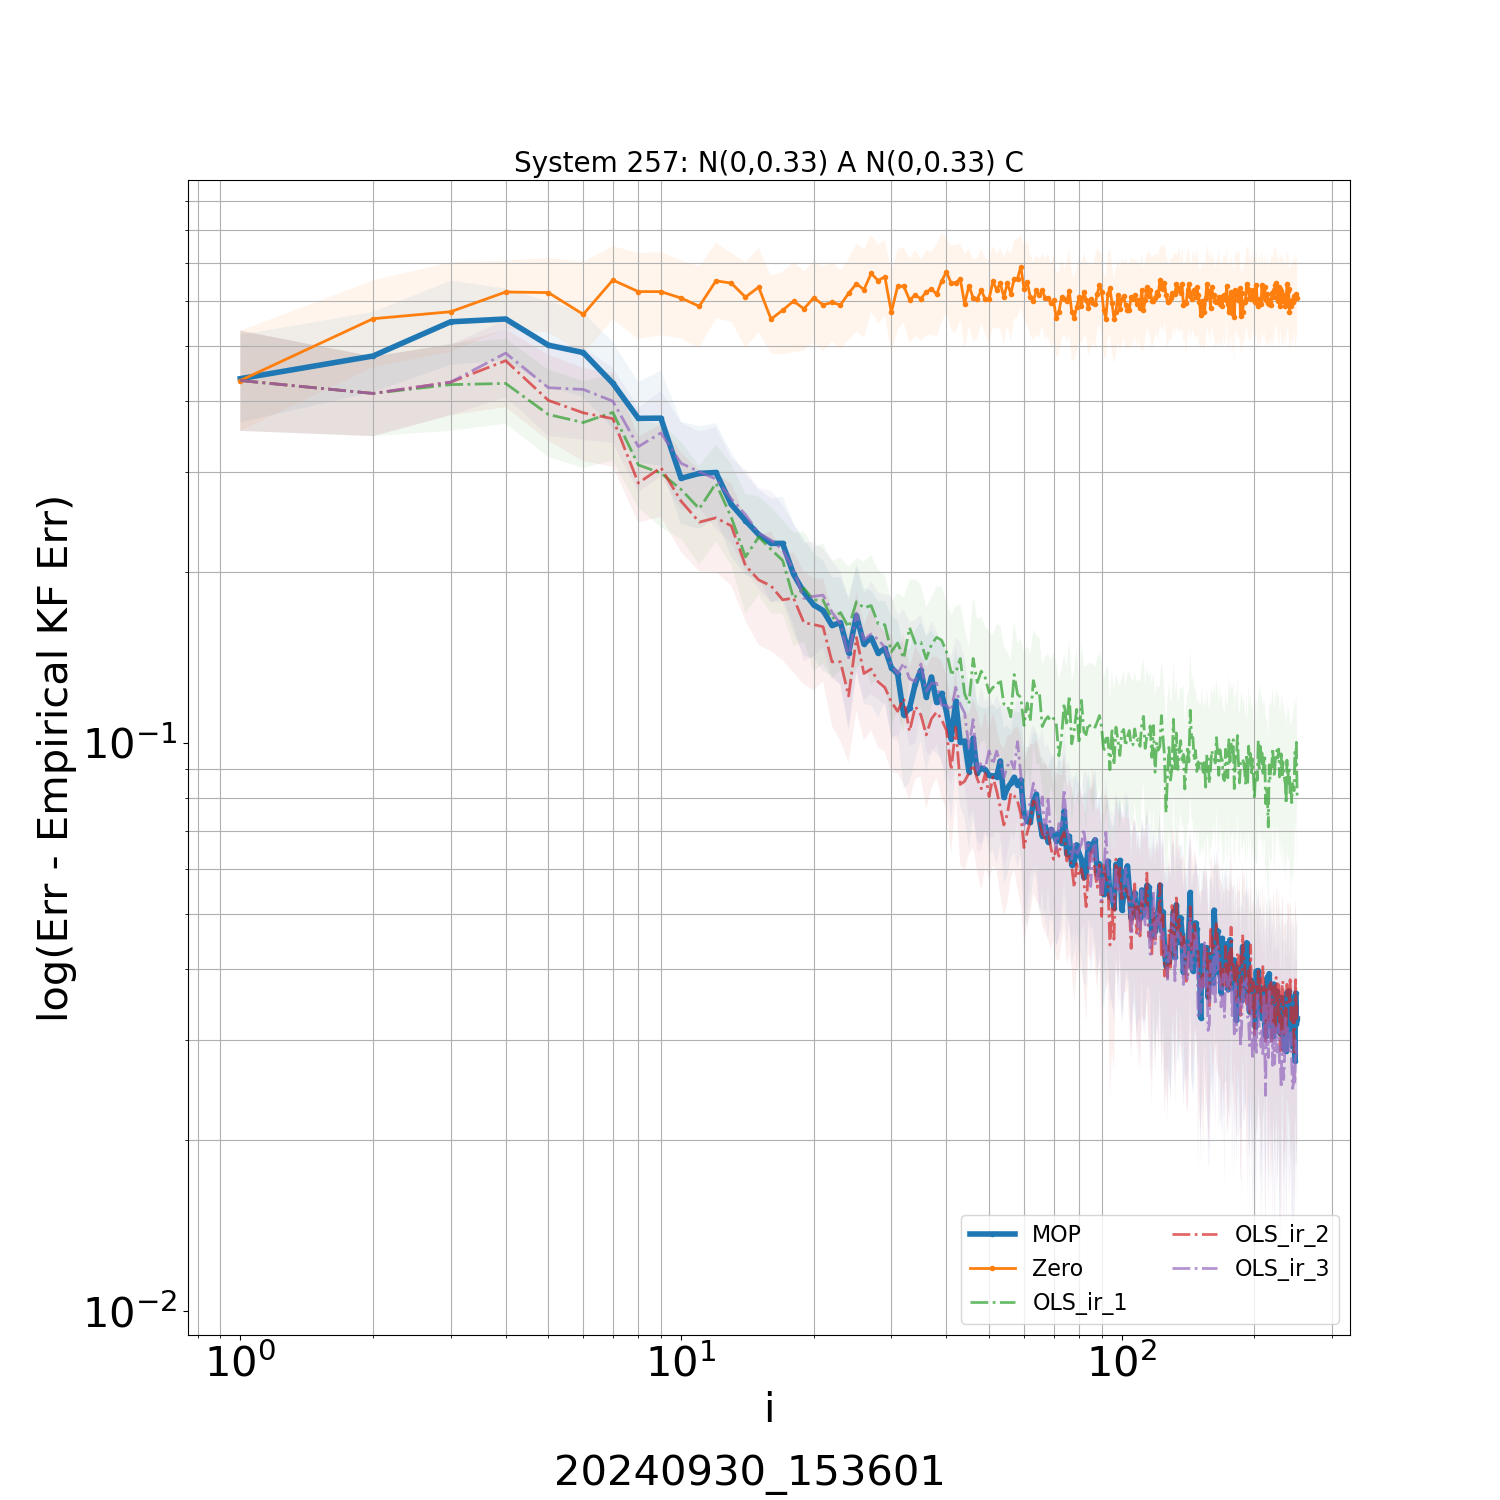 System 257: N(0,0.33) A N(0,0.33) C
log(Err - Empirical KF Err)
10⁻¹
10⁻²
MOP
Zero
OLS_ir_1
OLS_ir_2
OLS_ir_3
10⁰ 10¹ 10²
i
20240930_153601